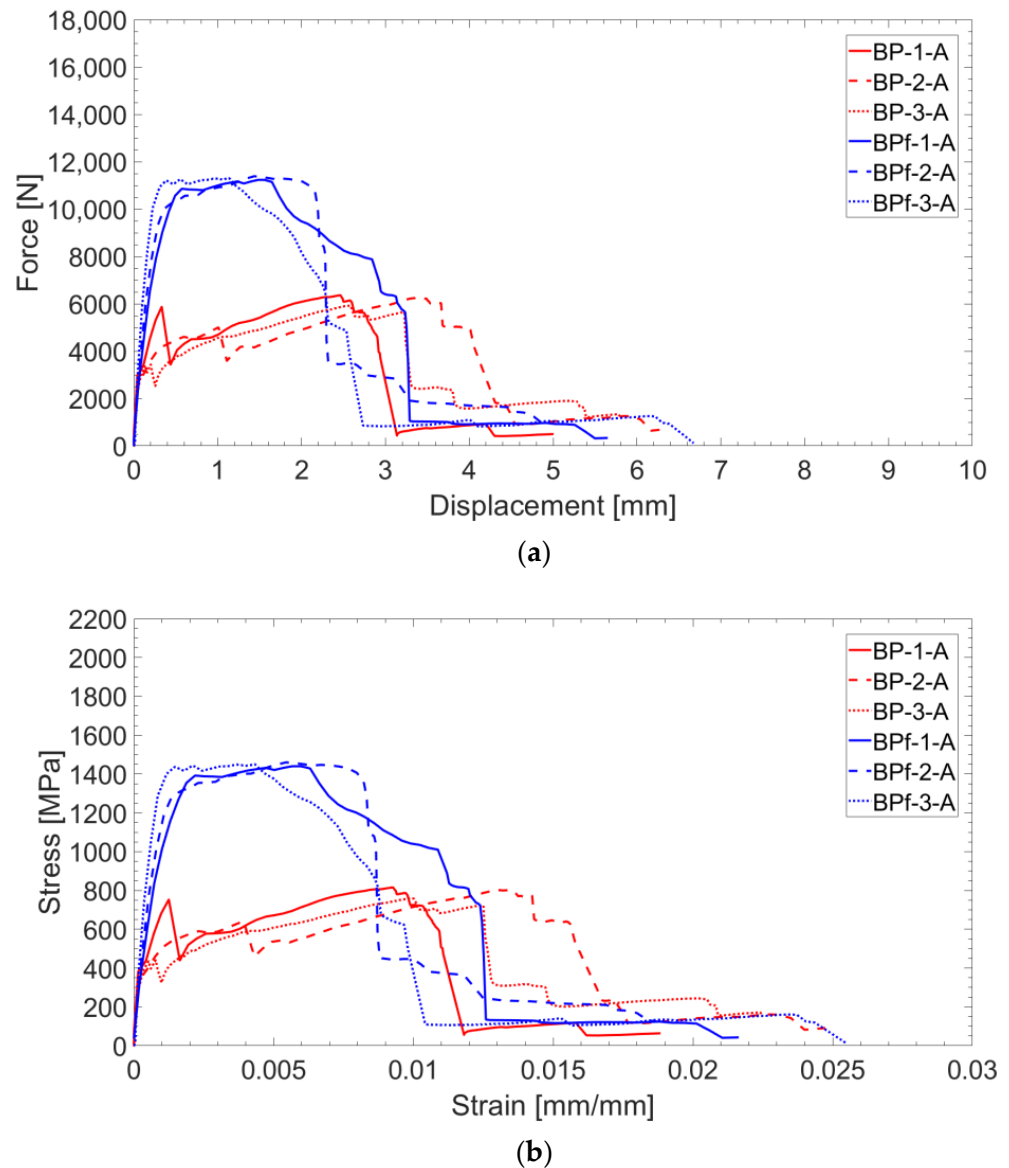 18,000
16,000
14,000
12,000
10,000
8000
6000
4000
2000
0
Force [N]
BP-1-A
BP-2-A
BP-3-A
BPf-1-A
BPf-2-A
BPf-3-A
0 1 2 3 4 5 6 7 8 9 10
Displacement [mm]
(a)
2200
2000
1800
1600
1400
1200
1000
800
600
400
200
0
Stress [MPa]
BP-1-A
BP-2-A
BP-3-A
BPf-1-A
BPf-2-A
BPf-3-A
0 0.005 0.01 0.015 0.02 0.025 0.03
Strain [mm/mm]
(b)